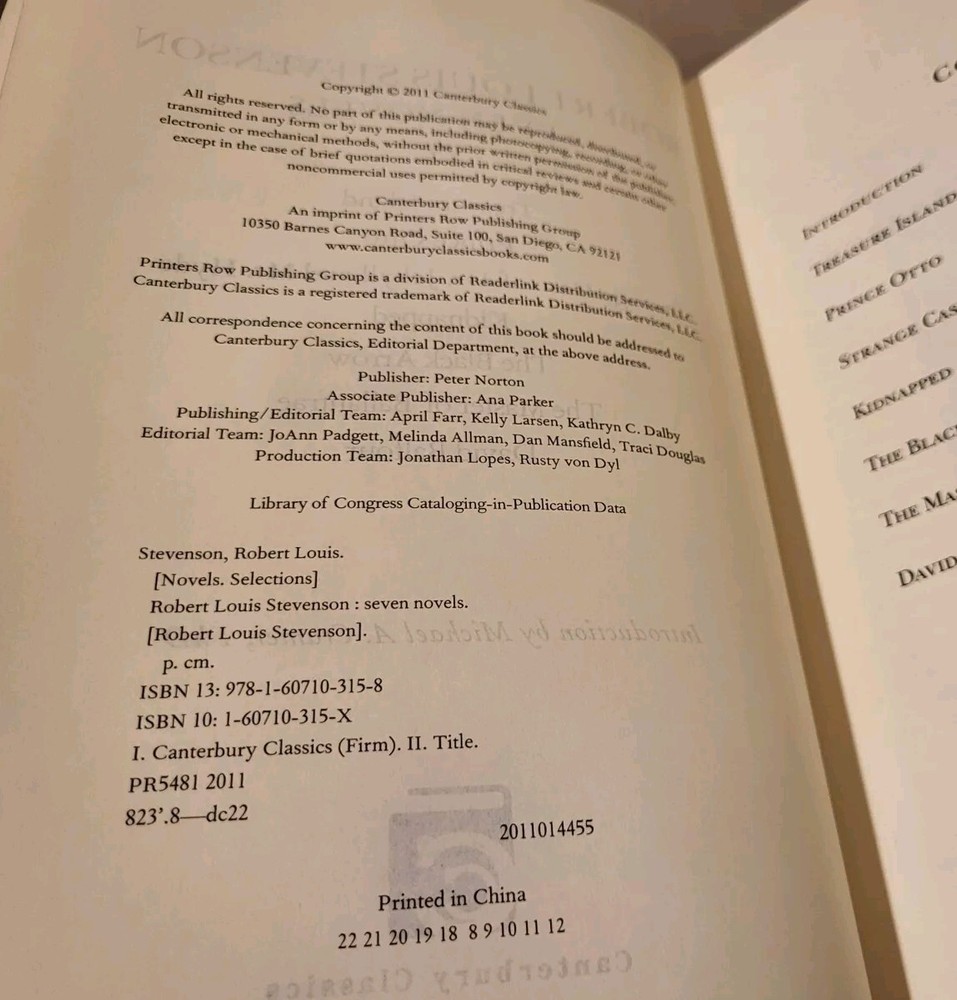 Copyright © 2011 Canterbury Classics
All rights reserved. No part of this publication may be reproduced, distributed, or
transmitted in any form or by any means, including photocopying, recording, or other
electronic or mechanical methods, without the prior written permission of the publisher,
except in the case of brief quotations embodied in critical reviews and certain other
noncommercial uses permitted by copyright law.
Canterbury Classics
An imprint of Printers Row Publishing Group
10350 Barnes Canyon Road, Suite 100, San Diego, CA 92121
www.canterburyclassicsbooks.com
Printers Row Publishing Group is a division of Readerlink Distribution Services, LLC.
Canterbury Classics is a registered trademark of Readerlink Distribution Services, LLC.
All correspondence concerning the content of this book should be addressed to
Canterbury Classics, Editorial Department, at the above address.
Publisher: Peter Norton
Associate Publisher: Ana Parker
Publishing/Editorial Team: April Farr, Kelly Larsen, Kathryn C. Dalby
Editorial Team: JoAnn Padgett, Melinda Allman, Dan Mansfield, Traci Douglas
Production Team: Jonathan Lopes, Rusty von Dyl
Library of Congress Cataloging-in-Publication Data
Stevenson, Robert Louis.
[Novels. Selections]
Robert Louis Stevenson : seven novels.
[Robert Louis Stevenson].
p. cm.
ISBN 13: 978-1-60710-315-8
ISBN 10: 1-60710-315-X
I. Canterbury Classics (Firm). II. Title.
PR5481 2011
823'.8—dc22
2011014455
Printed in China
22 21 20 19 18 8 9 10 11 12
INTRODUCTION
TREASURE ISLAND
PRINCE OTTO
STRANGE
KIDNAPPED
THE
THE
DAVID